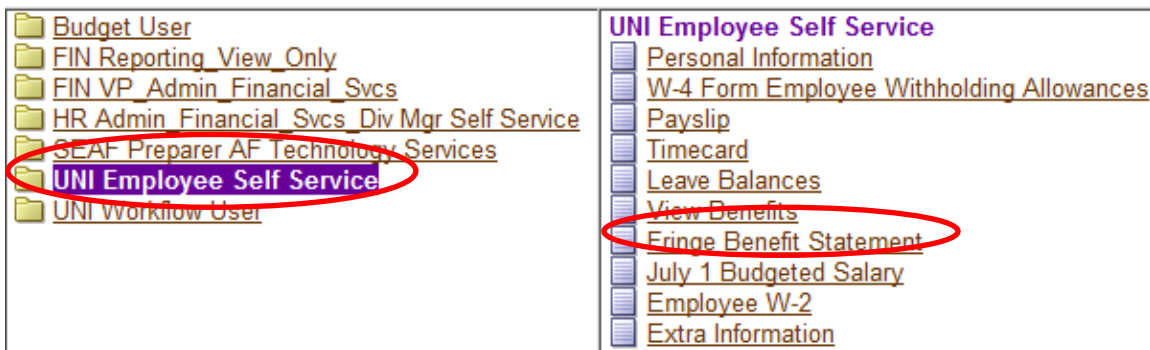 Budget User
FIN Reporting_View_Only
FIN VP_Admin_Financial_Svcs
HR Admin_Financial_Svcs_Div Mgr Self Service
SEAF Preparer AF Technology Services
UNI Employee Self Service
UNI Workflow User
UNI Employee Self Service
Personal Information
W-4 Form Employee Withholding Allowances
Payslip
Timecard
Leave Balances
View Benefits
Fringe Benefit Statement
July 1 Budgeted Salary
Employee W-2
Extra Information